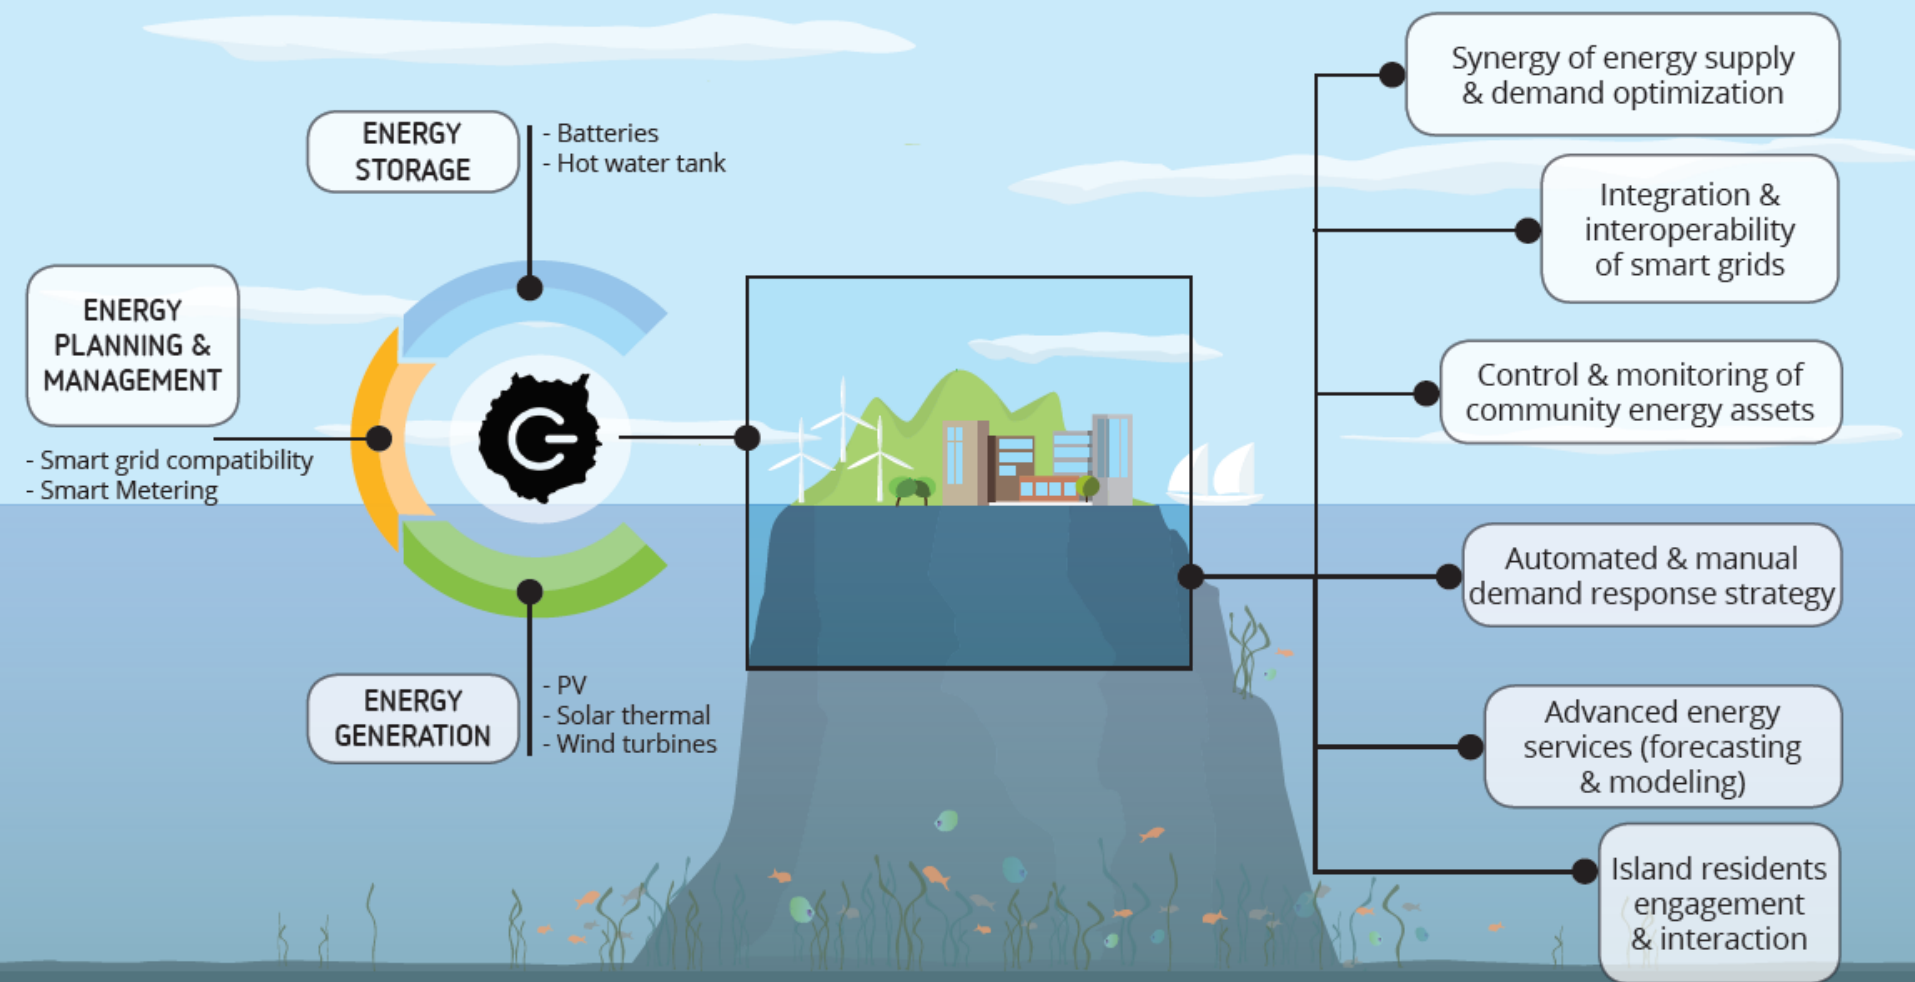 ENERGY
STORAGE
- Batteries
- Hot water tank
ENERGY
PLANNING &
MANAGEMENT
- Smart grid compatibility
- Smart Metering
ENERGY
GENERATION
- PV
- Solar thermal
- Wind turbines
Synergy of energy supply
& demand optimization
Integration &
interoperability
of smart grids
Control & monitoring of
community energy assets
Automated & manual
demand response strategy
Advanced energy
services (forecasting
& modeling)
Island residents
engagement
& interaction